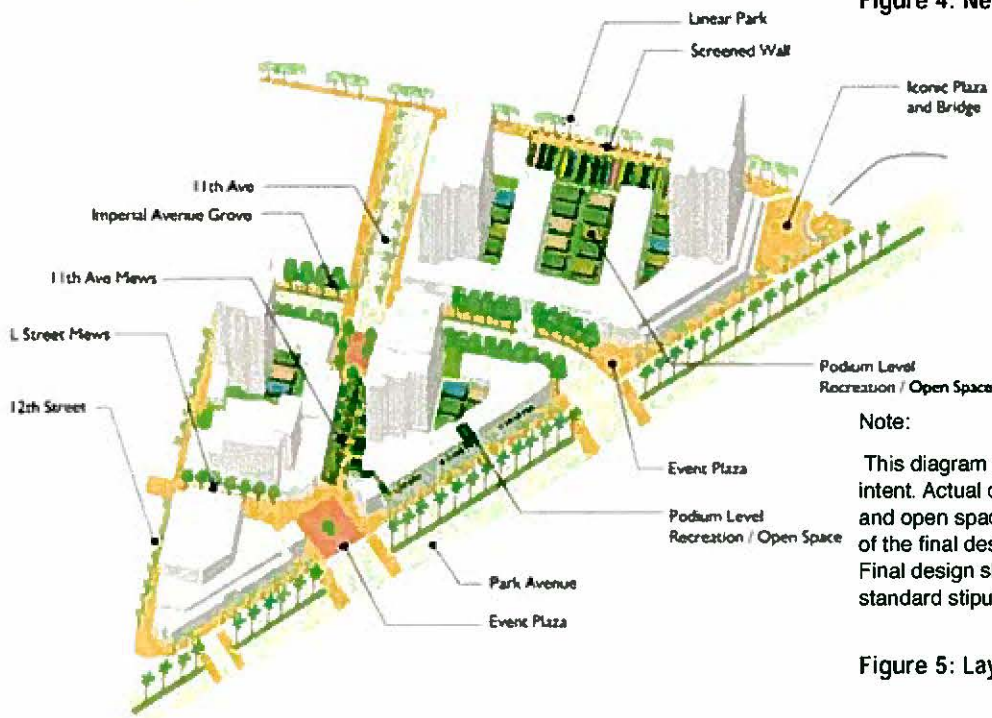 Figure 4: Ne
Linear Park
Screened Wall
Iconic Plaza
and Bridge
11th Ave
Imperial Avenue Grove
11th Ave Mews
L Street Mews
12th Street
Podium Level
Recreation / Open Space
Note:
This diagram
intent. Actual
and open spac
of the final des
Final design s
standard stipu
Event Plaza
Podium Level
Recreation / Open Space
Park Avenue
Event Plaza
Figure 5: Lay